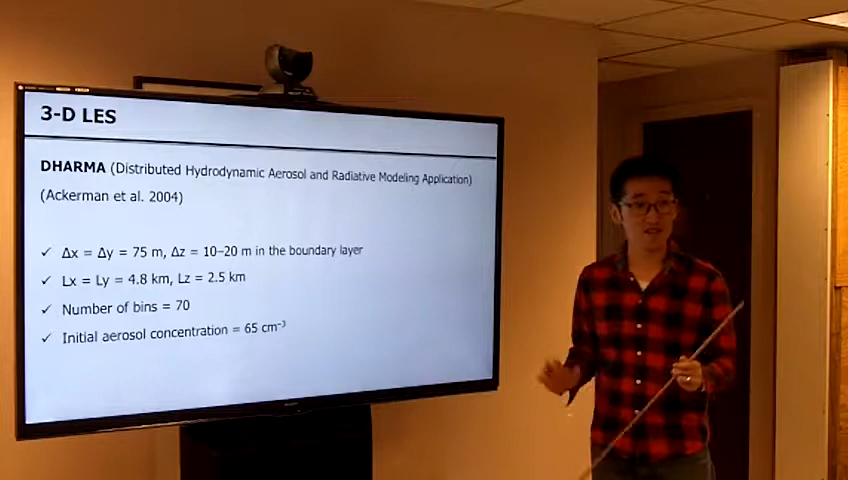 3-D LES
DHARMA (Distributed Hydrodynamic Aerosol and Radiative Modeling Application)
(Ackerman et al. 2004)
✓ Δx = Δy = 75 m, Δz = 10–20 m in the boundary layer
✓ Lx = Ly = 4.8 km, Lz = 2.5 km
✓ Number of bins = 70
✓ Initial aerosol concentration = 65 cm⁻³